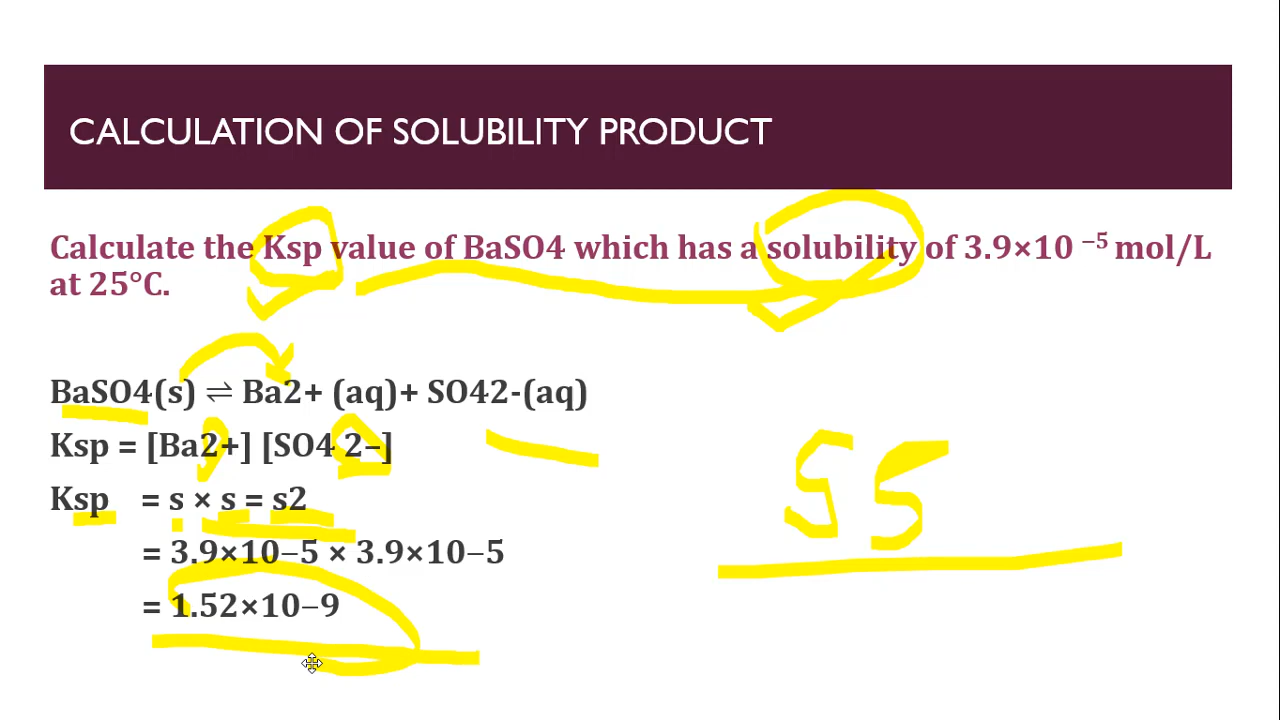 CALCULATION OF SOLUBILITY PRODUCT
Calculate the Ksp value of BaSO4 which has a solubility of 3.9×10 ⁻⁵ mol/L
at 25°C.
BaSO4(s) ⇌ Ba2+ (aq)+ SO42-(aq)
Ksp = [Ba2+] [SO4 2−]
Ksp = s × s = s2
= 3.9×10−5 × 3.9×10−5
= 1.52×10−9